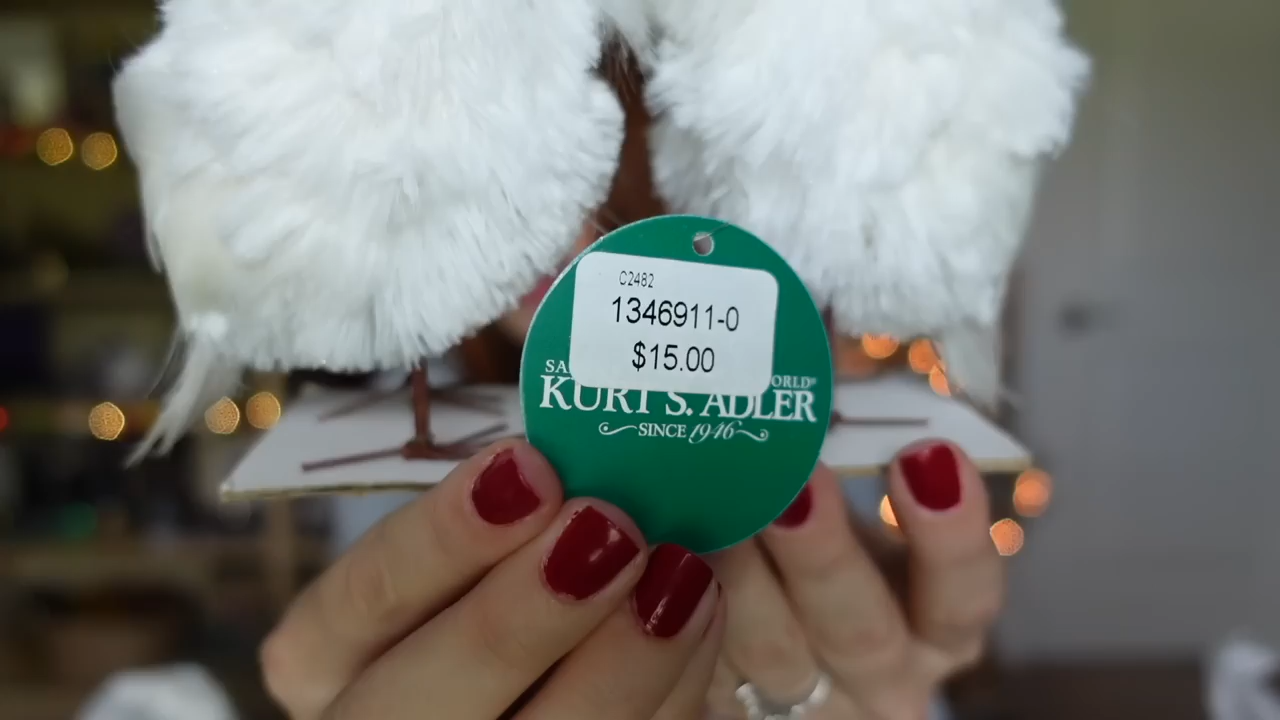 C2482
1346911-0
$15.00
KURT S. ADLER
SINCE 1946